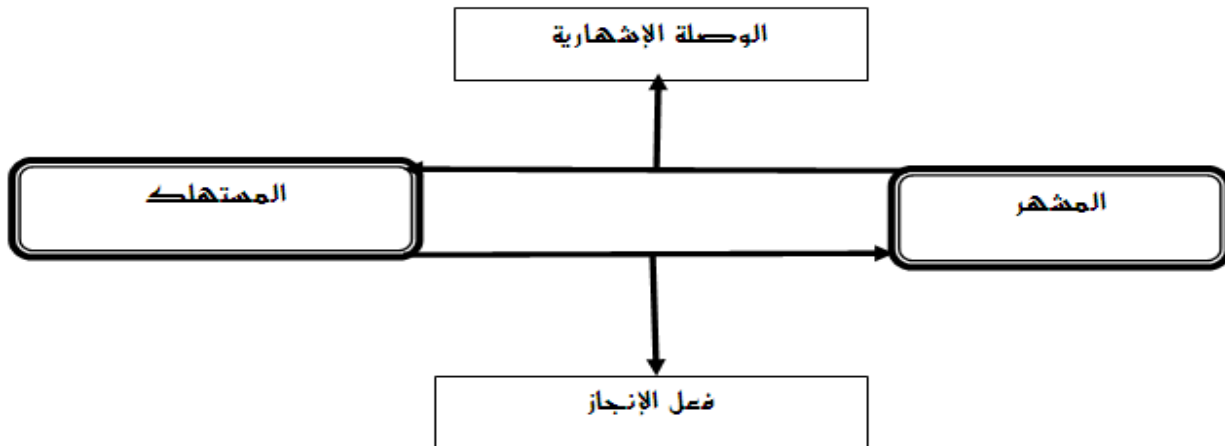 الوصلة الإشهارية
المشهر
المستهلك
فعل الإنجاز